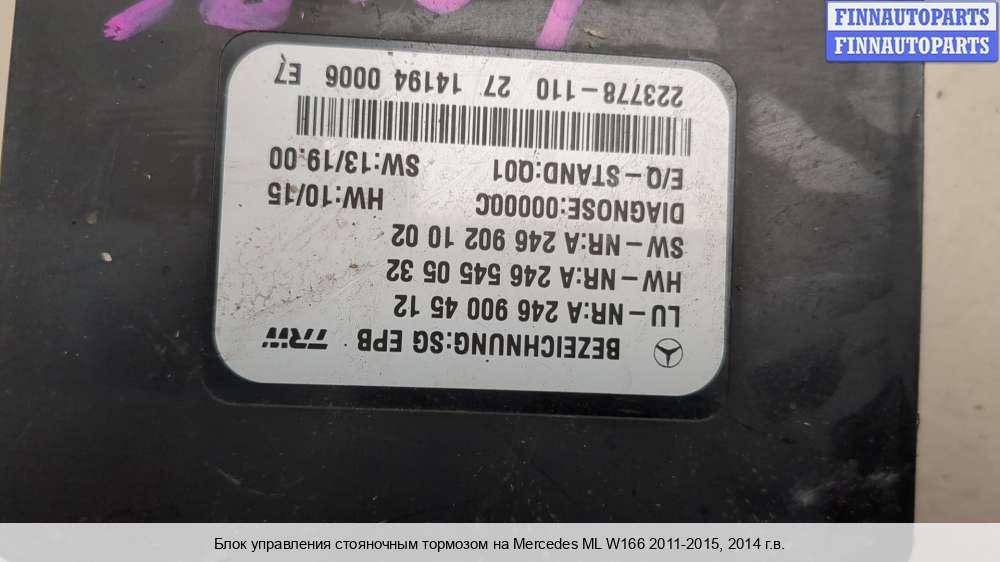 FINNAUTOPARTS
FINNAUTOPARTS
BEZEICHNUNG:SG EPB TRW
LU-NR:A 246 900 45 12
HW-NR:A 246 545 05 32
SW-NR:A 246 902 10 02
DIAGNOSE:00000C HW:10/15
E/Q-STAND:Q01 SW:13/19.00
223778-110 27 14194 0006 E7
Блок управления стояночным тормозом на Mercedes ML W166 2011-2015, 2014 г.в.